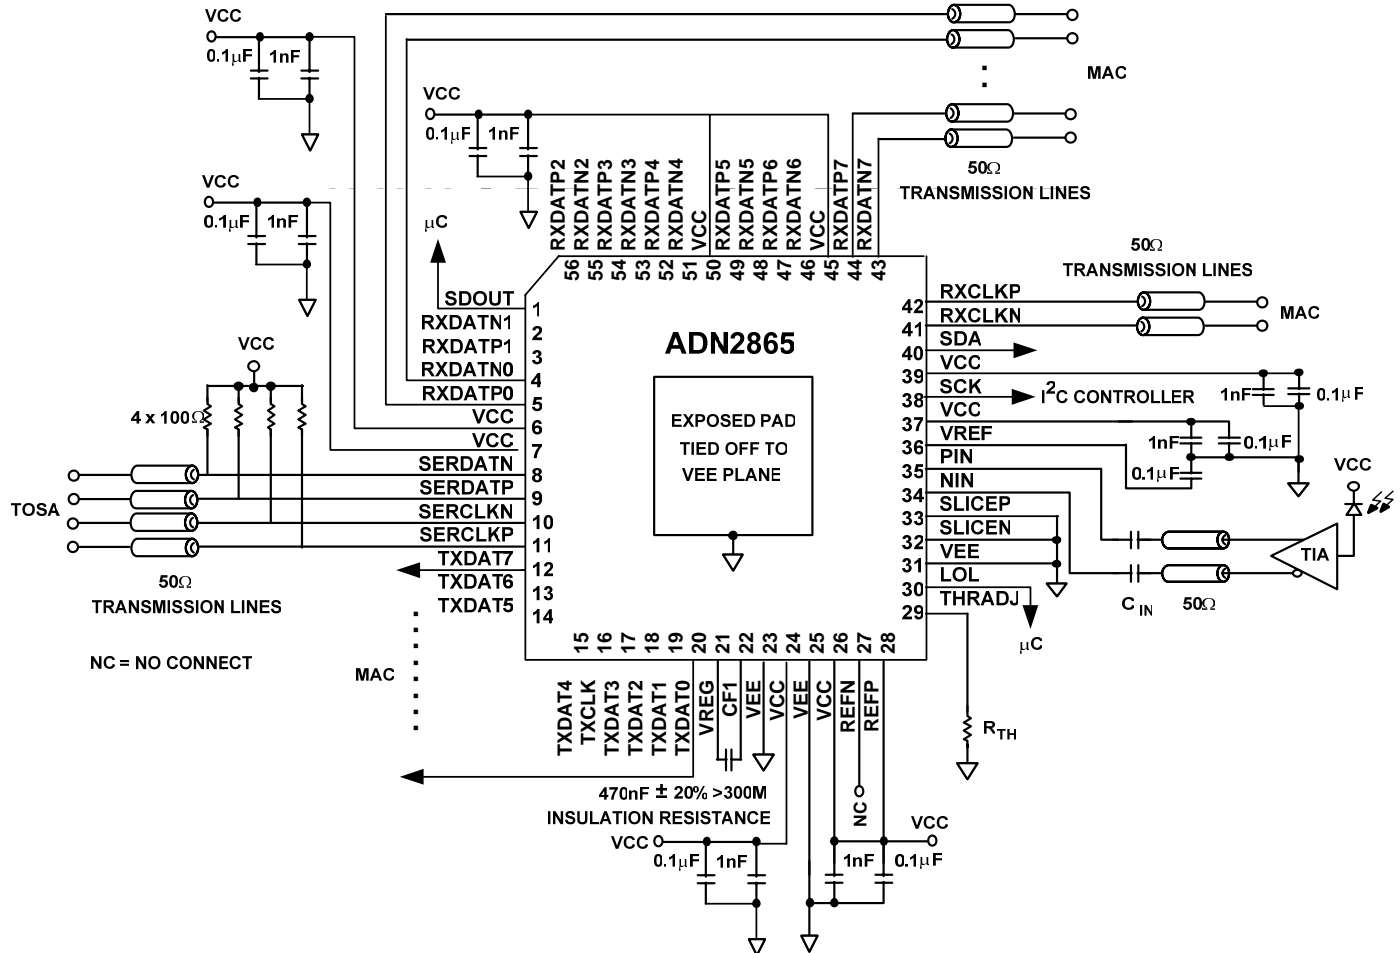 VCC
0.1µF 1nF
MAC
VCC
0.1µF 1nF
50Ω
TRANSMISSION LINES
VCC
0.1µF 1nF
µC
RXDATP2
RXDATN2
RXDATP3
RXDATN3
RXDATP4
RXDATN4
VCC
RXDATP5
RXDATN5
RXDATP6
RXDATN6
VCC
RXDATP7
RXDATN7
56 55 54 53 52 51 50 49 48 47 46 45 44 43
SDOUT 1
RXDATN1 2
RXDATP1 3
RXDATN0 4
RXDATP0 5
VCC 6
VCC 7
SERDATN 8
SERDATP 9
SERCLKN 10
SERCLKP 11
TXDAT7 12
TXDAT6 13
TXDAT5 14
VCC
4 x 100Ω
TOSA
50Ω
TRANSMISSION LINES
NC = NO CONNECT
MAC
ADN2865
EXPOSED PAD
TIED OFF TO
VEE PLANE
50Ω
TRANSMISSION LINES
42 RXCLKP
41 RXCLKN
MAC
40 SDA
39 VCC
38 SCK
I2C CONTROLLER
37 VCC
36 VREF
35 PIN
34 NIN
33 SLICEP
32 SLICEN
31 VEE
30 LOL
29 THRADJ
1nF 0.1µF
1nF 0.1µF
0.1µF
VCC
TIA
CIN 50Ω
µC
RTH
15 16 17 18 19 20 21 22 23 24 25 26 27 28
TXDAT4
TXCLK
TXDAT3
TXDAT2
TXDAT1
TXDAT0
VREG
CF1
VEE
VCC
VEE
VCC
REFN
REFP
470nF ± 20% >300M
INSULATION RESISTANCE
NC
VCC
0.1µF 1nF
VCC
1nF 0.1µF